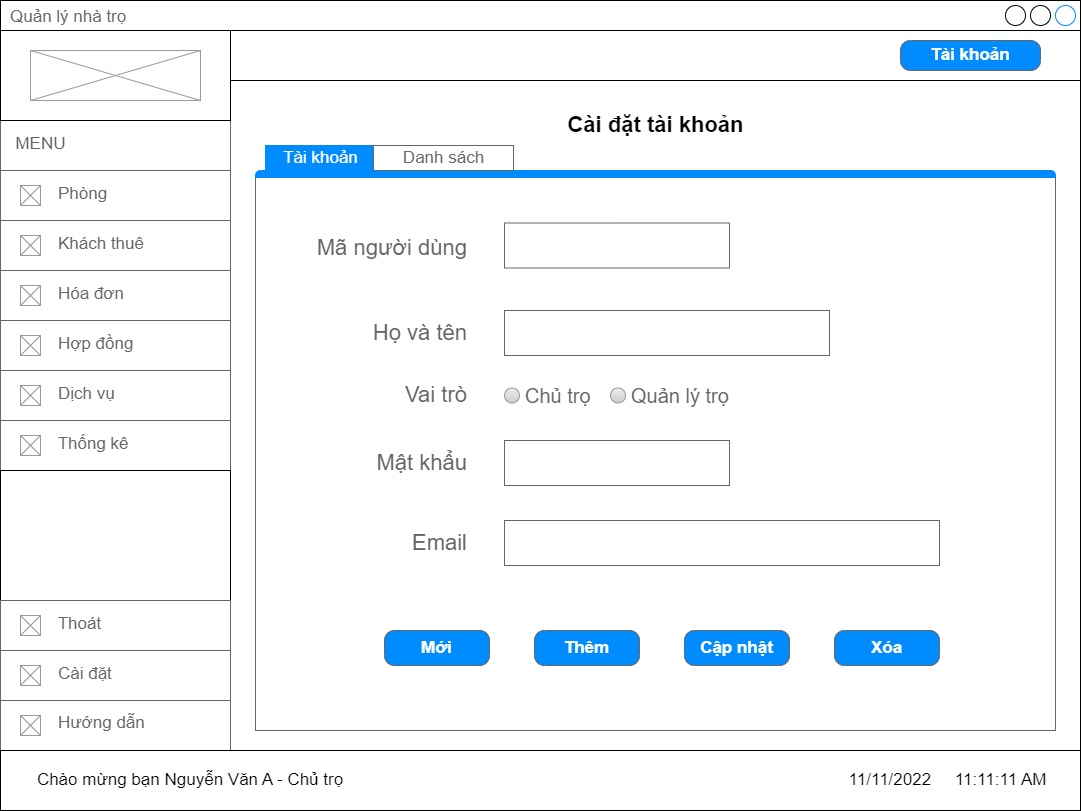 Quản lý nhà trọ
Tài khoản
MENU
Phòng
Khách thuê
Hóa đơn
Hợp đồng
Dịch vụ
Thống kê
Thoát
Cài đặt
Hướng dẫn
Cài đặt tài khoản
Tài khoản Danh sách
Mã người dùng
Họ và tên
Vai trò Chủ trọ Quản lý trọ
Mật khẩu
Email
Mới Thêm Cập nhật Xóa
Chào mừng bạn Nguyễn Văn A - Chủ trọ 11/11/2022 11:11:11 AM